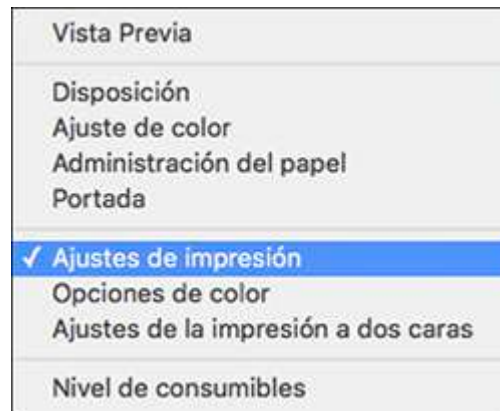 Vista Previa
Disposición
Ajuste de color
Administración del papel
Portada
✓ Ajustes de impresión
Opciones de color
Ajustes de la impresión a dos caras
Nivel de consumibles